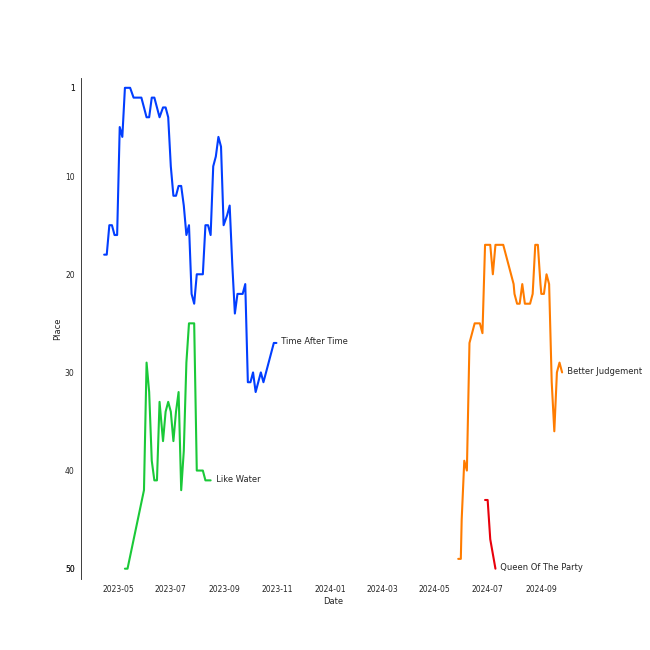 1
10
20
30
40
50
Place
Time After Time
Better Judgement
Like Water
Queen Of The Party
2023-05 2023-07 2023-09 2023-11 2024-01 2024-03 2024-05 2024-07 2024-09
Date